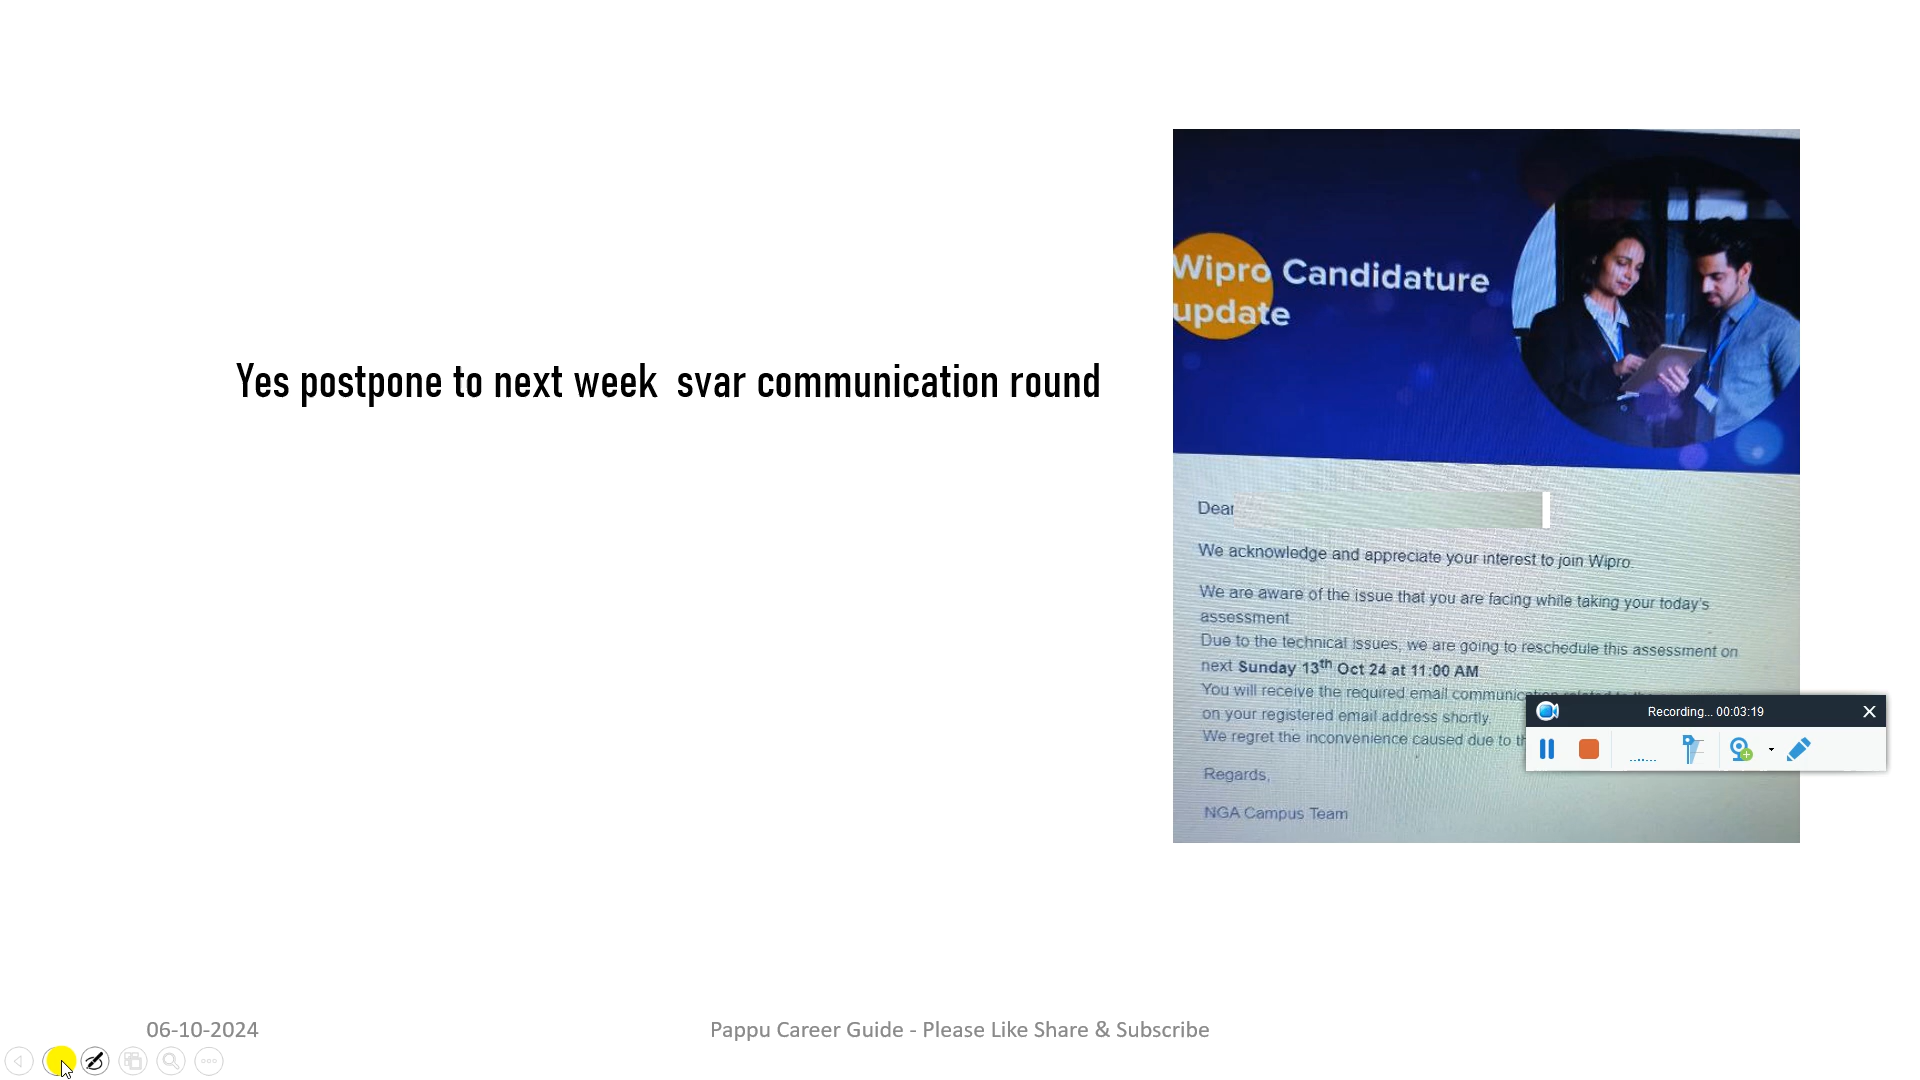 Yes postpone to next week  svar communication round
Wipro Candidature
update
Dear
We acknowledge and appreciate your interest to join Wipro.
We are aware of the issue that you are facing while taking your today's
assessment.
Due to the technical issues, we are going to reschedule this assessment on
next Sunday 13th Oct 24 at 11:00 AM.
You will receive the required email
on your registered email address shortly.
We regret the inconvenience caused due to
Regards,
NGA Campus Team
Recording... 00:03:19
06-10-2024
Pappu Career Guide - Please Like Share & Subscribe